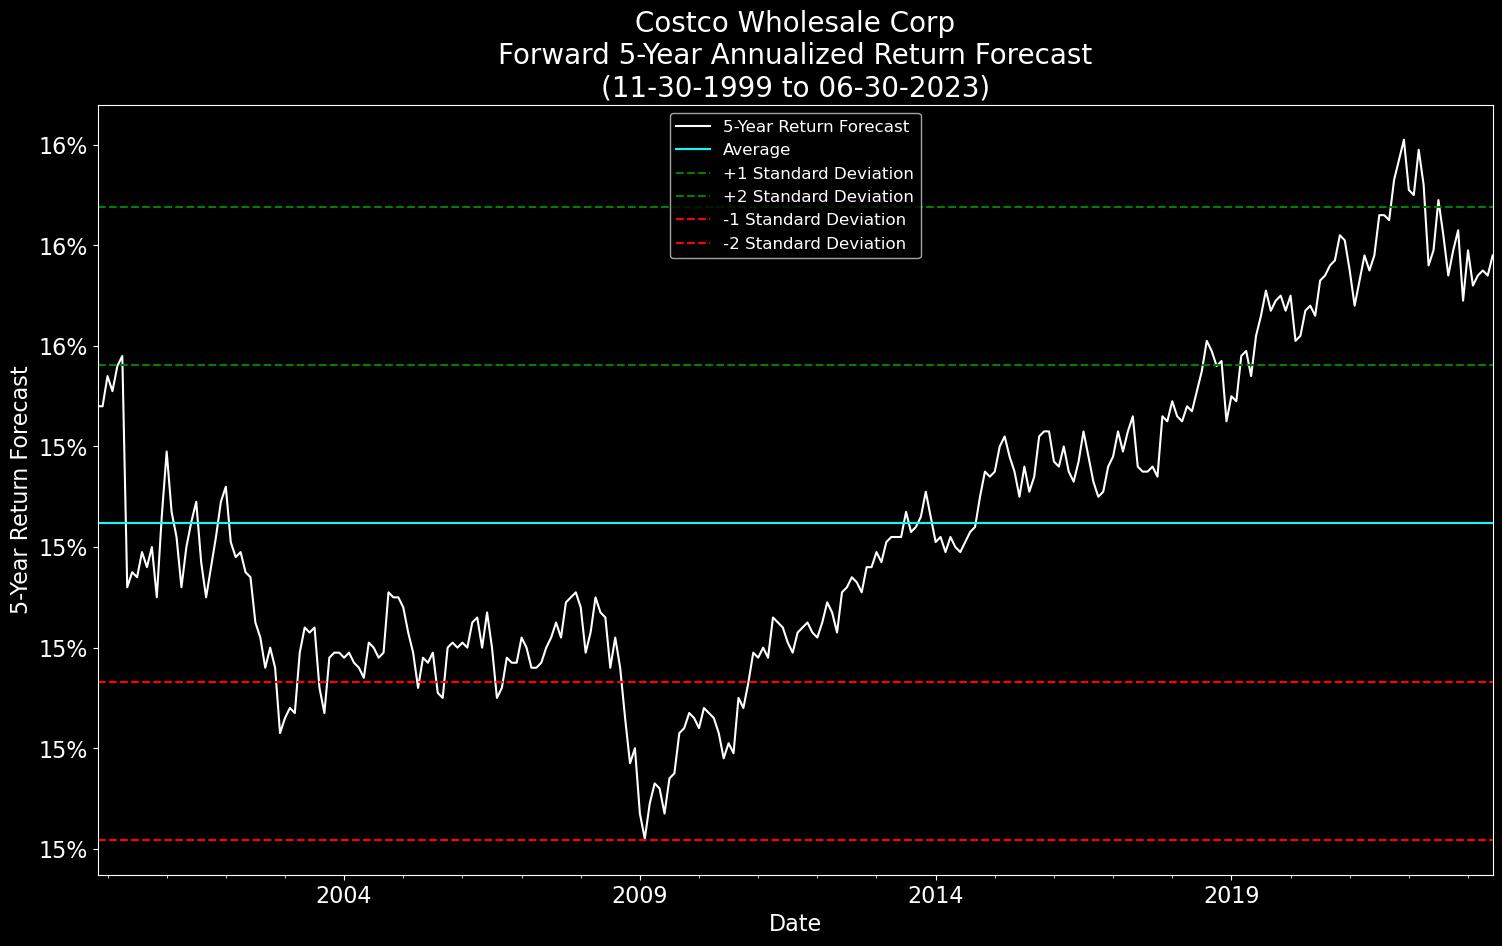 Costco Wholesale Corp
Forward 5-Year Annualized Return Forecast
(11-30-1999 to 06-30-2023)
5-Year Return Forecast
Average
+1 Standard Deviation
+2 Standard Deviation
-1 Standard Deviation
-2 Standard Deviation
16%
16%
16%
15%
15%
15%
15%
15%
5-Year Return Forecast
2004
2009
2014
2019
Date